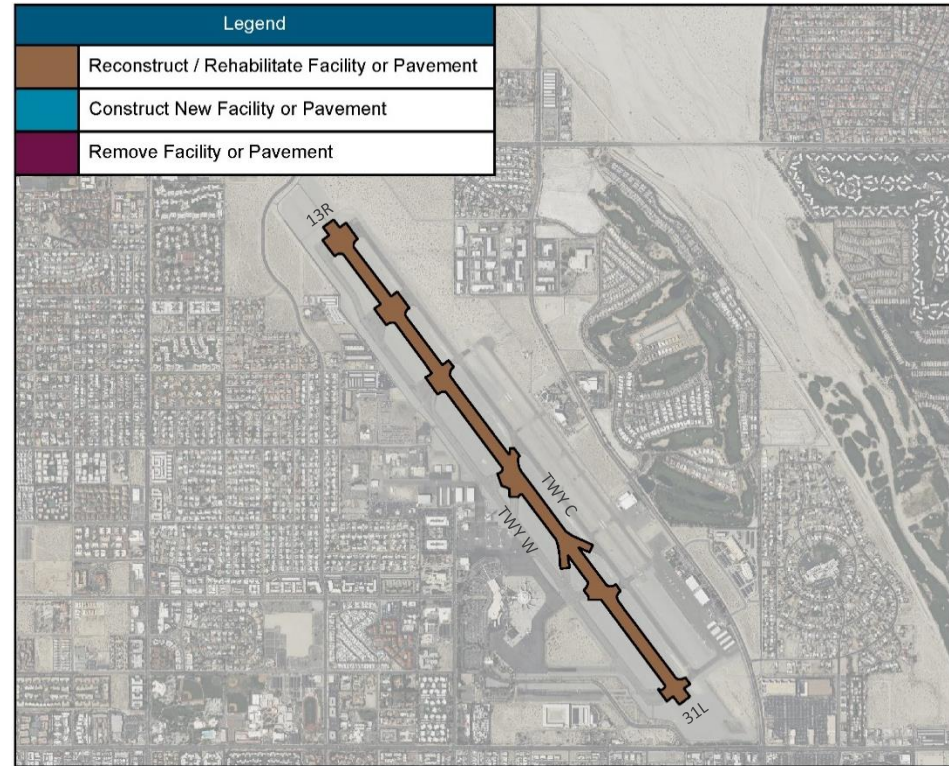 Legend
Reconstruct / Rehabilitate Facility or Pavement
Construct New Facility or Pavement
Remove Facility or Pavement
13R
TWY C
TWY W
31L